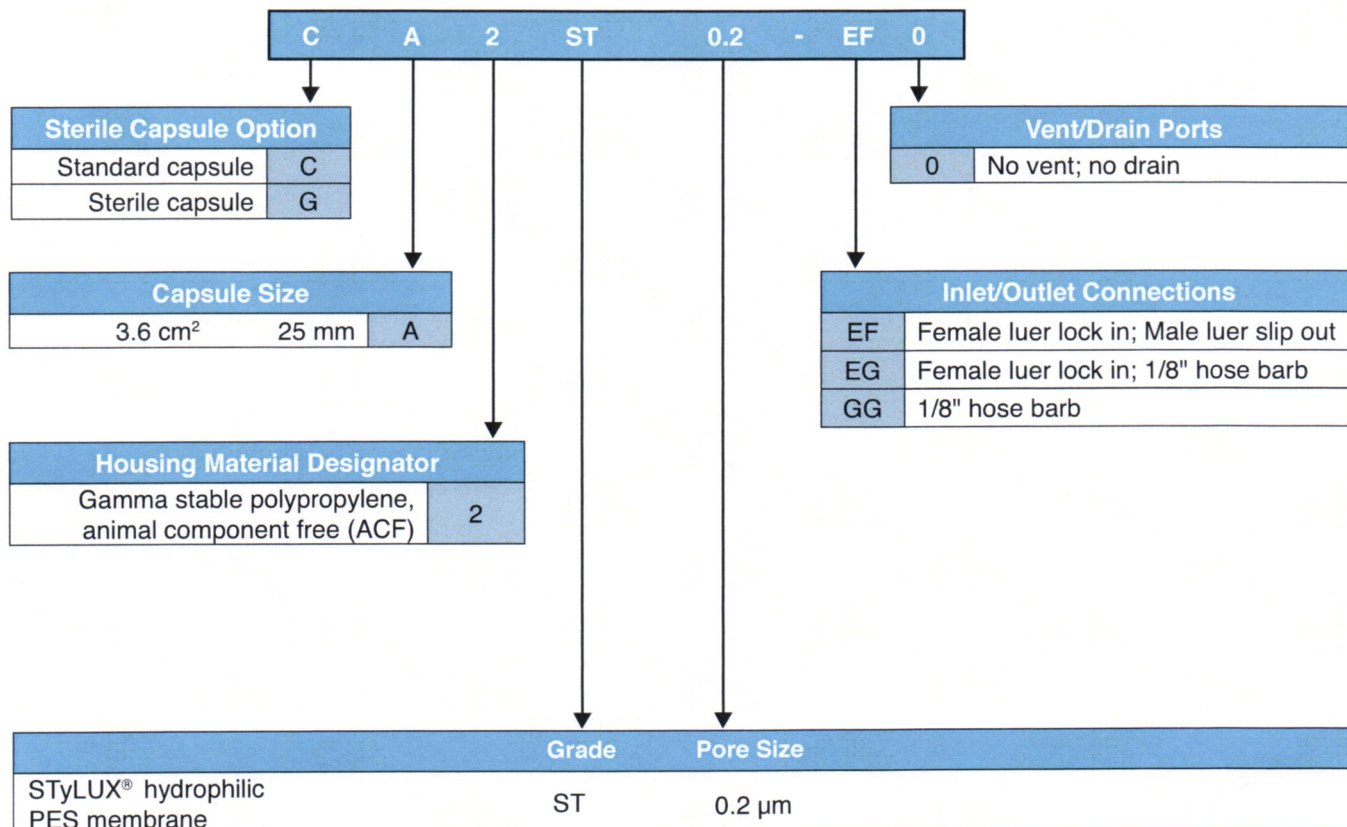 C A 2 ST 0.2 - EF 0
Sterile Capsule Option
Standard capsule C
Sterile capsule G
Vent/Drain Ports
0 No vent; no drain
Capsule Size
3.6 cm² 25 mm A
Inlet/Outlet Connections
EF Female luer lock in; Male luer slip out
EG Female luer lock in; 1/8" hose barb
GG 1/8" hose barb
Housing Material Designator
Gamma stable polypropylene,
animal component free (ACF) 2
Grade Pore Size
STyLUX® hydrophilic
PES membrane ST 0.2 µm